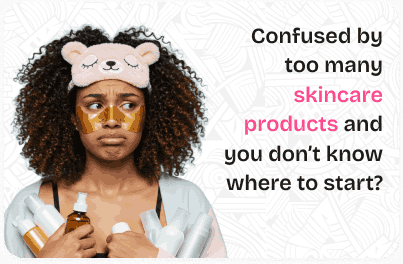 Confused by
too many
skincare
products and
you don't know
where to start?